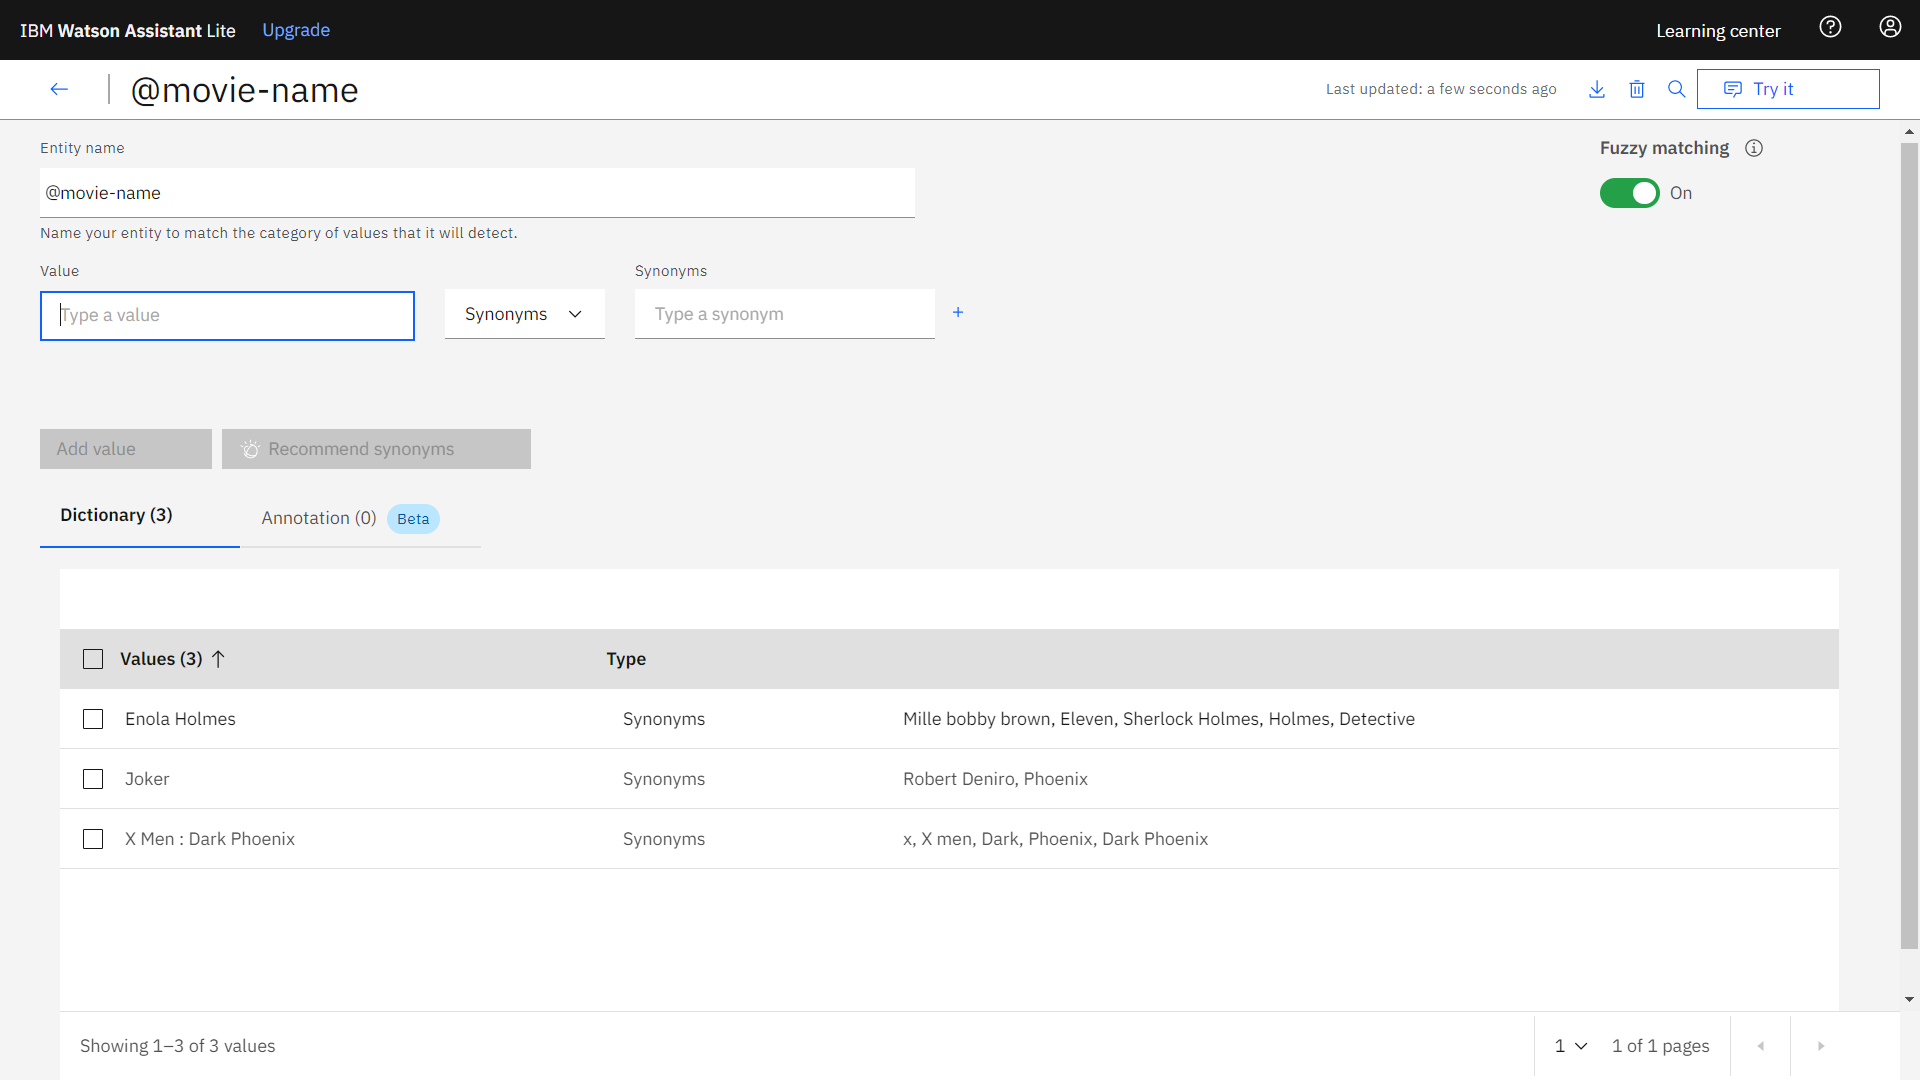 IBM Watson Assistant Lite Upgrade Learning center
@movie-name Last updated: a few seconds ago Try it
Entity name Fuzzy matching
@movie-name On
Name your entity to match the category of values that it will detect.
Value Synonyms
Type a value Synonyms Type a synonym +
Add value Recommend synonyms
Dictionary (3) Annotation (0) Beta
Values (3) Type
Enola Holmes Synonyms Mille bobby brown, Eleven, Sherlock Holmes, Holmes, Detective
Joker Synonyms Robert Deniro, Phoenix
X Men : Dark Phoenix Synonyms x, X men, Dark, Phoenix, Dark Phoenix
Showing 1–3 of 3 values 1 1 of 1 pages